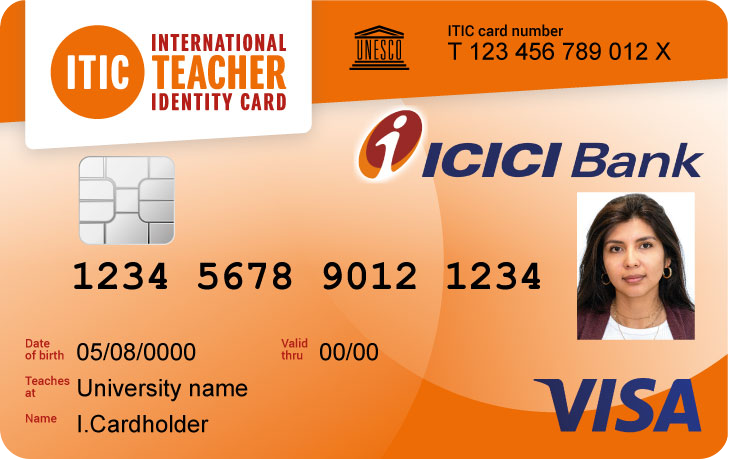 ITIC
INTERNATIONAL
TEACHER
IDENTITY CARD
UNESCO
ITIC card number
T 123 456 789 012 X
i ICICI Bank
1234 5678 9012 1234
Date
of birth
05/08/0000
Valid
thru
00/00
Teaches
at
University name
Name
I.Cardholder
VISA